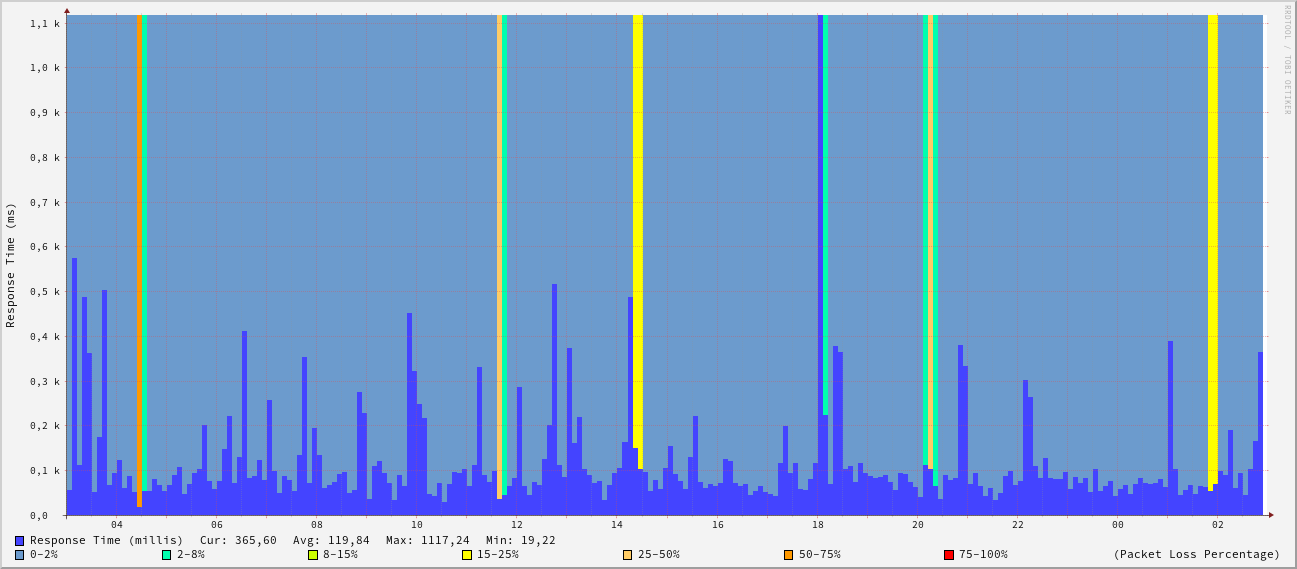 RRDTOOL / TOBI OETIKER
Response Time (ms)
1,1 k
1,0 k
0,9 k
0,8 k
0,7 k
0,6 k
0,5 k
0,4 k
0,3 k
0,2 k
0,1 k
0,0
04 06 08 10 12 14 16 18 20 22 00 02
Response Time (millis) Cur: 365,60 Avg: 119,84 Max: 1117,24 Min: 19,22
0-2% 2-8% 8-15% 15-25% 25-50% 50-75% 75-100% (Packet Loss Percentage)